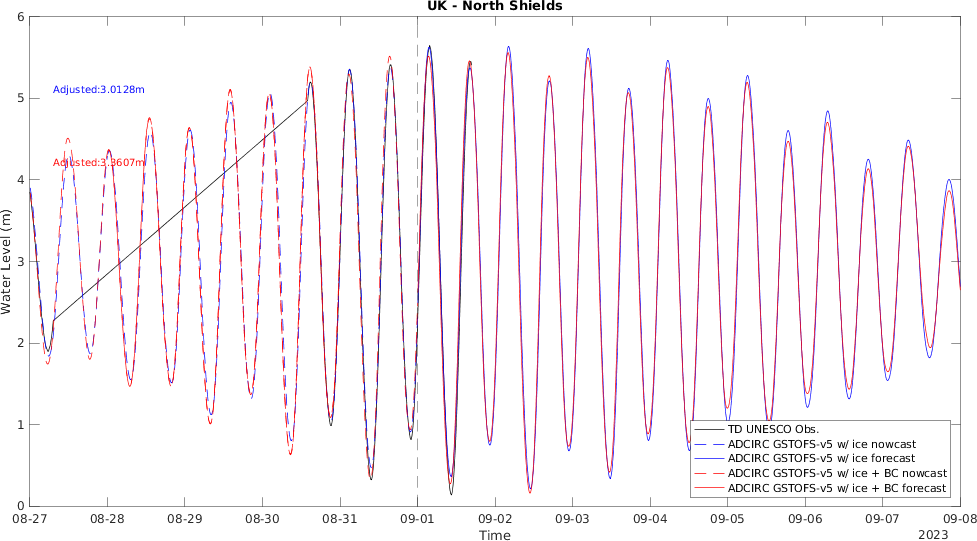 UK - North Shields
6
5
4
3
2
1
0
Water Level (m)
Adjusted:3.0128m
Adjusted:3.3607m
TD UNESCO Obs.
ADCIRC GSTOFS-v5 w/ ice nowcast
ADCIRC GSTOFS-v5 w/ ice forecast
ADCIRC GSTOFS-v5 w/ ice + BC nowcast
ADCIRC GSTOFS-v5 w/ ice + BC forecast
08-27 08-28 08-29 08-30 08-31 09-01 09-02 09-03 09-04 09-05 09-06 09-07 09-08
Time
2023